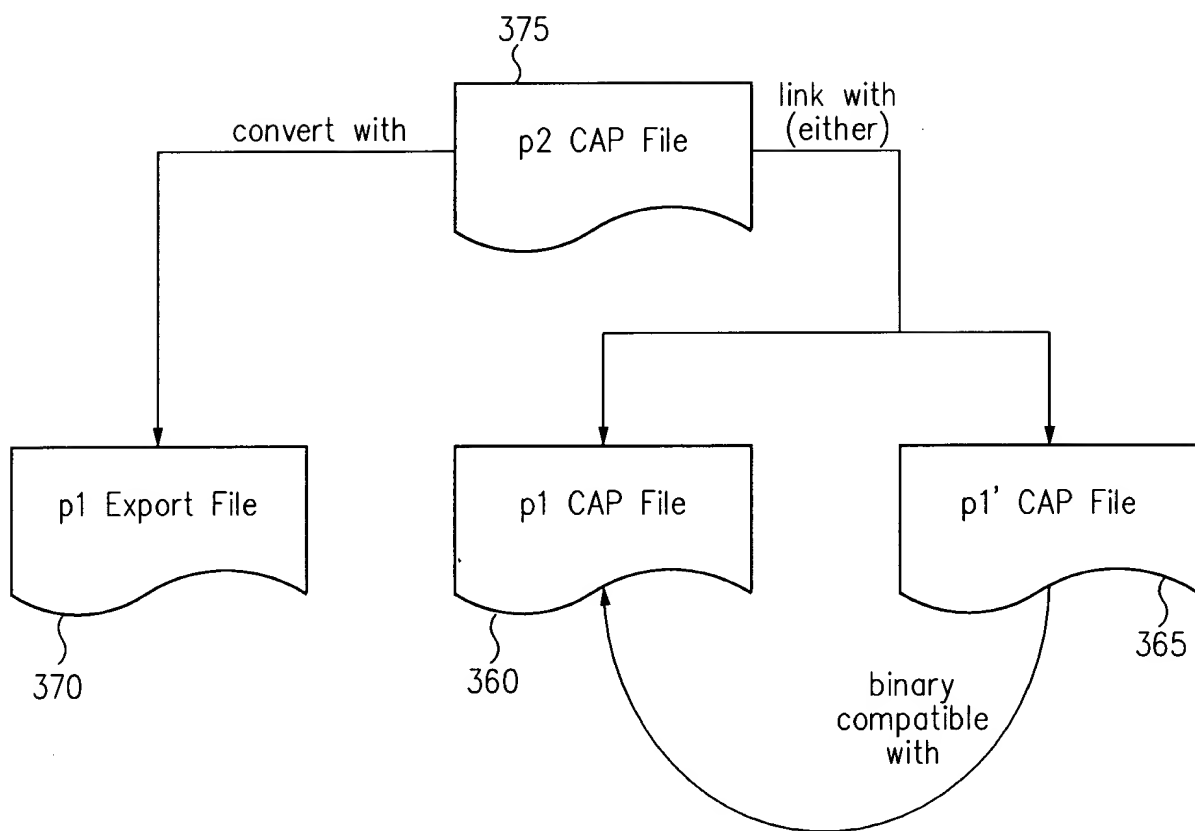 375
convert with
p2 CAP File
link with
(either)
p1 Export File
p1 CAP File
p1' CAP File
370
360
365
binary
compatible
with